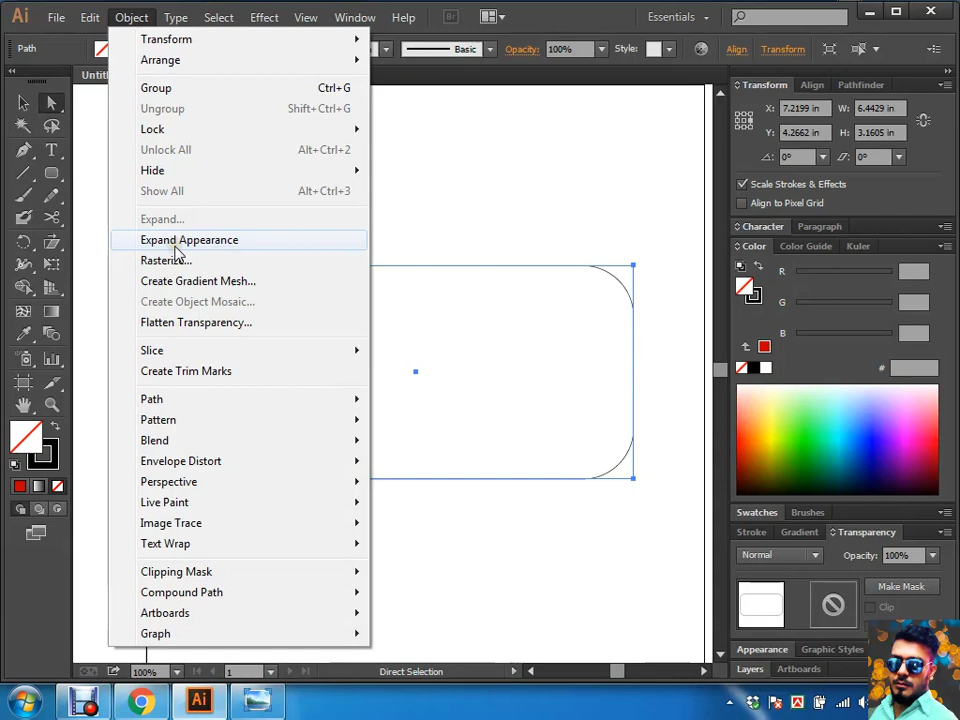 Ai File Edit Object Type Select Effect View Window Help Br Essentials
Path Basic Opacity: 100% Style: Align Transform
Untitl
Transform
Arrange
Group Ctrl+G
Ungroup Shift+Ctrl+G
Lock
Unlock All Alt+Ctrl+2
Hide
Show All Alt+Ctrl+3
Expand...
Expand Appearance
Rasterize...
Create Gradient Mesh...
Create Object Mosaic...
Flatten Transparency...
Slice
Create Trim Marks
Path
Pattern
Blend
Envelope Distort
Perspective
Live Paint
Image Trace
Text Wrap
Clipping Mask
Compound Path
Artboards
Graph
Transform Align Pathfinder
X: 7.2199 in W: 6.4429 in
Y: 4.2662 in H: 3.1605 in
0° 0°
Scale Strokes & Effects
Align to Pixel Grid
Character Paragraph
Color Color Guide Kuler
R
G
B
#
Swatches Brushes
Stroke Gradient Transparency
Normal Opacity: 100%
Make Mask
Clip
Appearance Graphic Styles
Layers Artboards
100% 1 Direct Selection
Ai